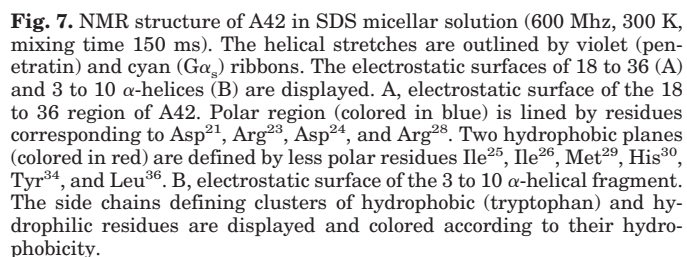 Fig. 7. NMR structure of A42 in SDS micellar solution (600 Mhz, 300 K,
mixing time 150 ms). The helical stretches are outlined by violet (pen-
etratin) and cyan (Gαs) ribbons. The electrostatic surfaces of 18 to 36 (A)
and 3 to 10 α-helices (B) are displayed. A, electrostatic surface of the 18
to 36 region of A42. Polar region (colored in blue) is lined by residues
corresponding to Asp21, Arg23, Asp24, and Arg28. Two hydrophobic planes
(colored in red) are defined by less polar residues Ile25, Ile26, Met29, His30,
Tyr34, and Leu36. B, electrostatic surface of the 3 to 10 α-helical fragment.
The side chains defining clusters of hydrophobic (tryptophan) and hy-
drophilic residues are displayed and colored according to their hydro-
phobicity.